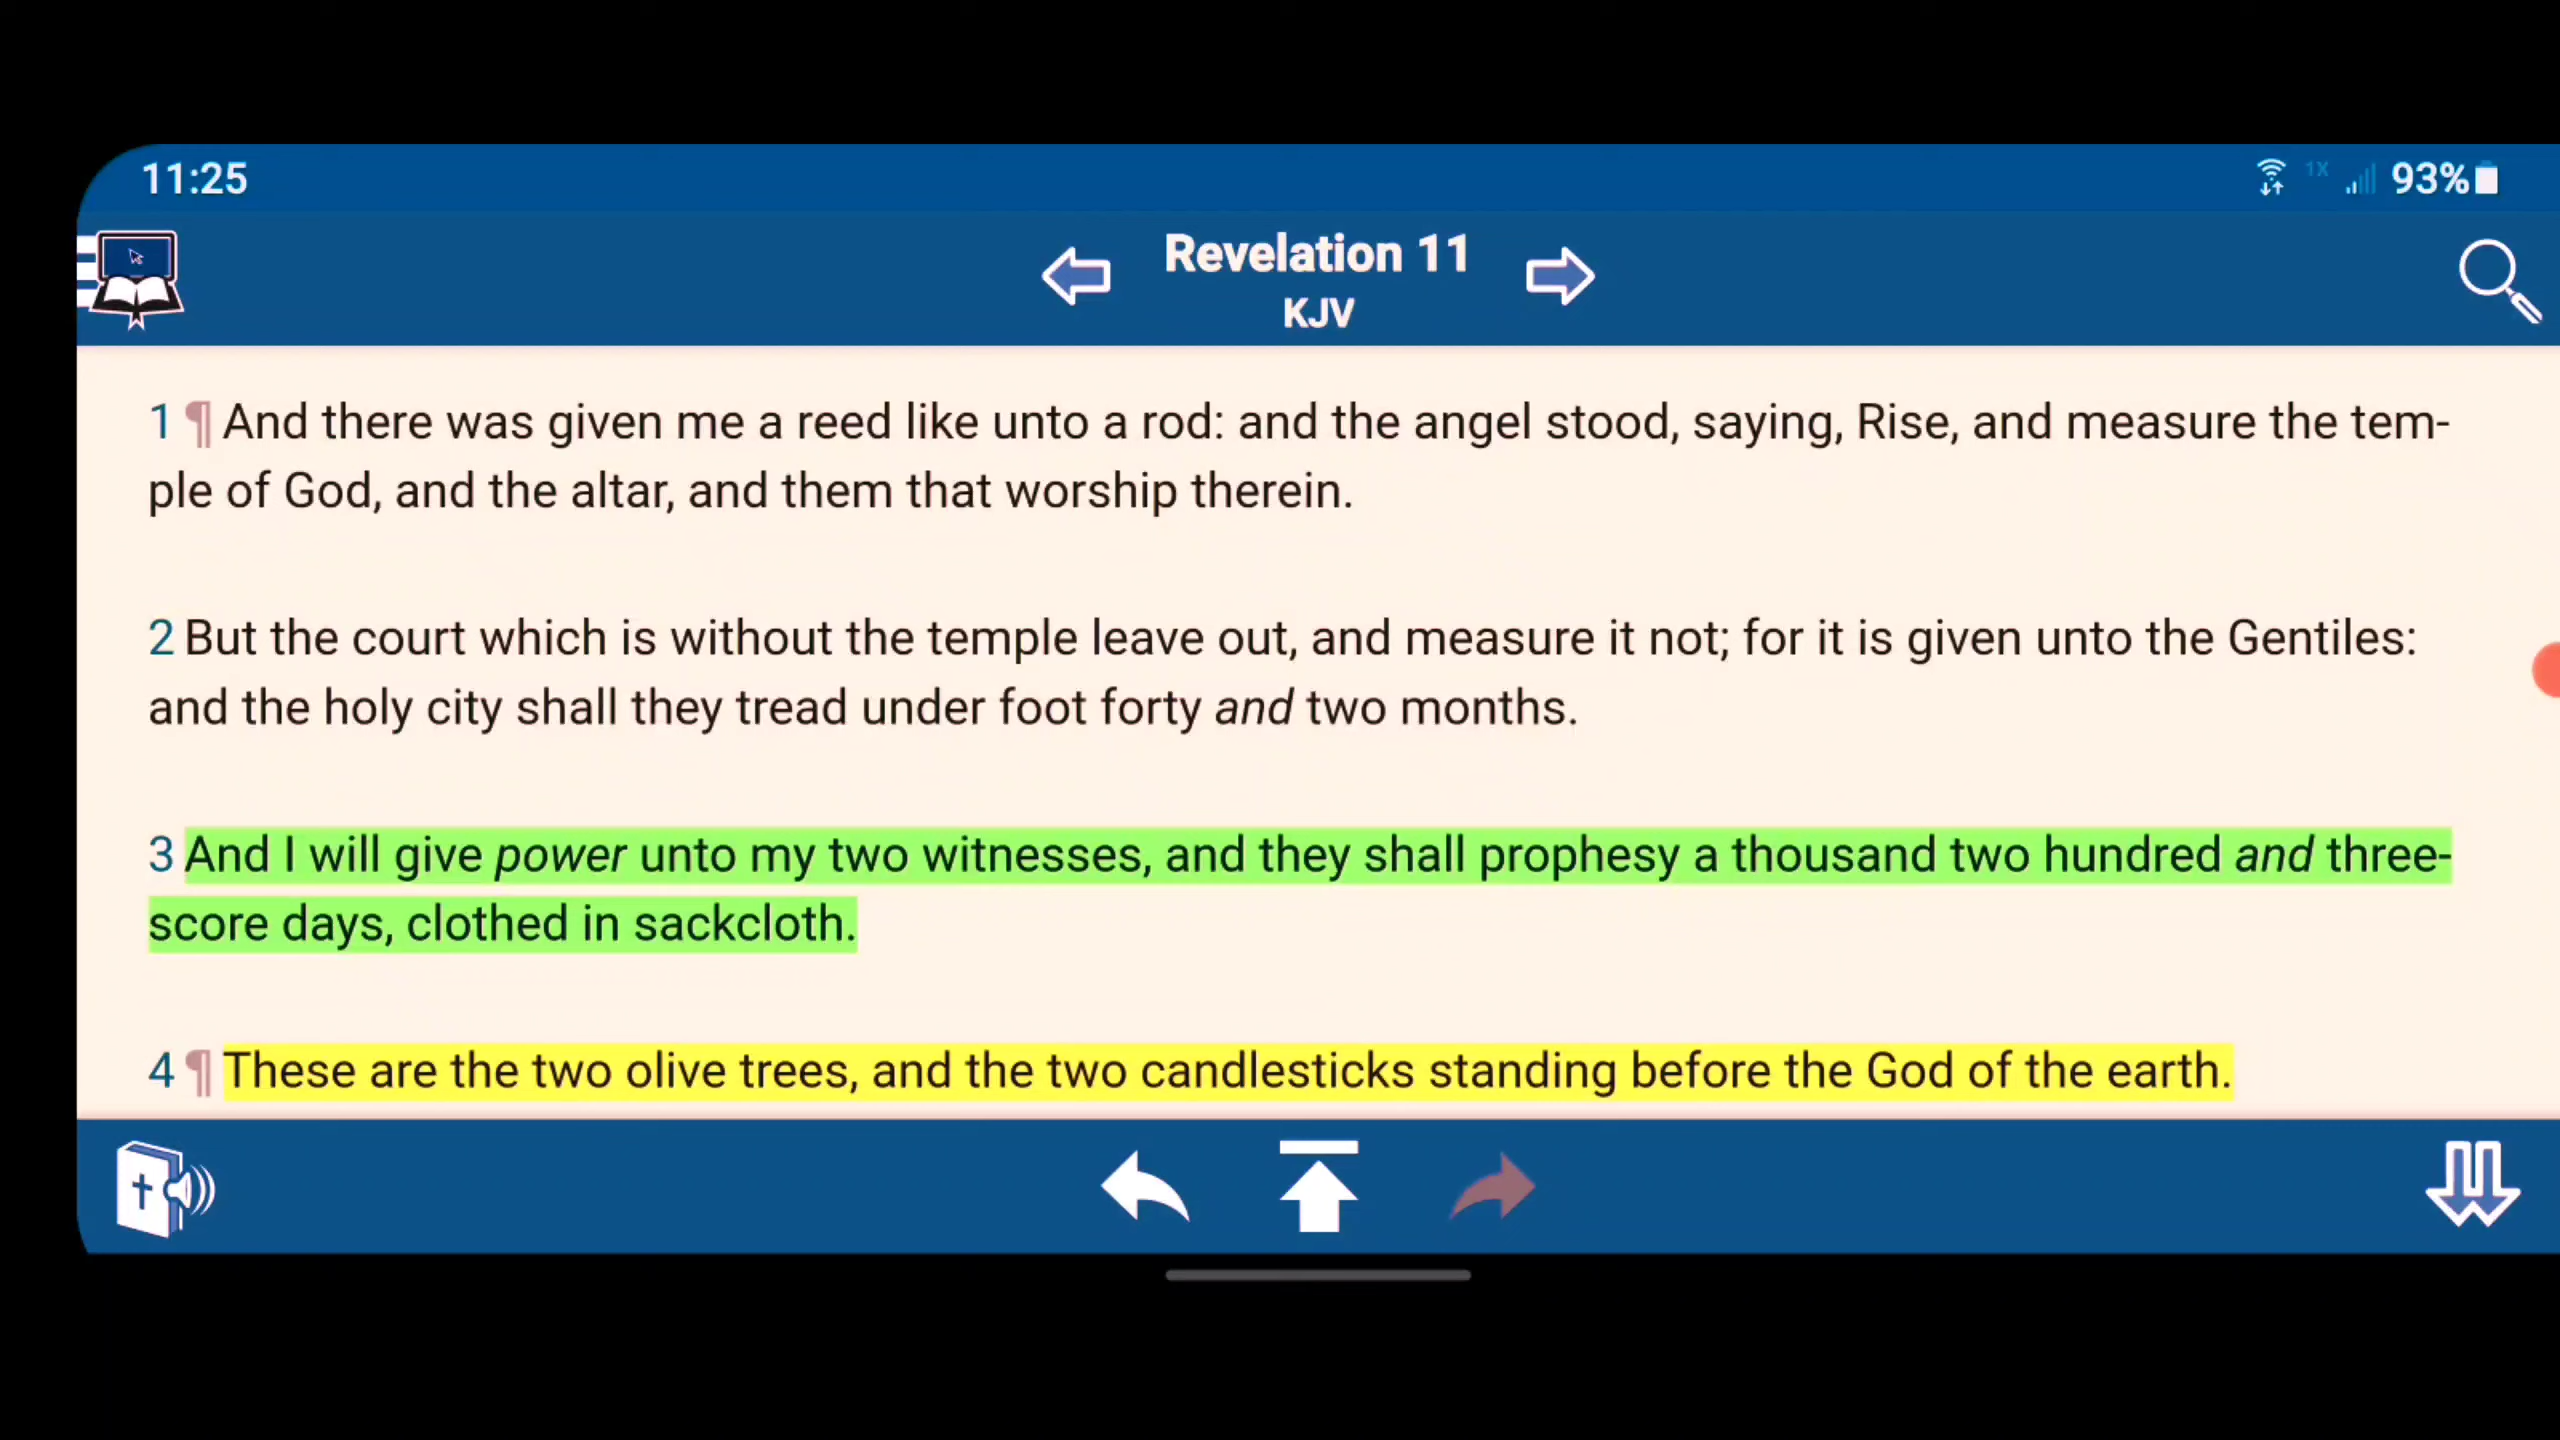 11:25
1X
93%
Revelation 11
KJV
1 ¶ And there was given me a reed like unto a rod: and the angel stood, saying, Rise, and measure the tem-
ple of God, and the altar, and them that worship therein.
2 But the court which is without the temple leave out, and measure it not; for it is given unto the Gentiles:
and the holy city shall they tread under foot forty and two months.
3 And I will give power unto my two witnesses, and they shall prophesy a thousand two hundred and three-
score days, clothed in sackcloth.
4 ¶ These are the two olive trees, and the two candlesticks standing before the God of the earth.